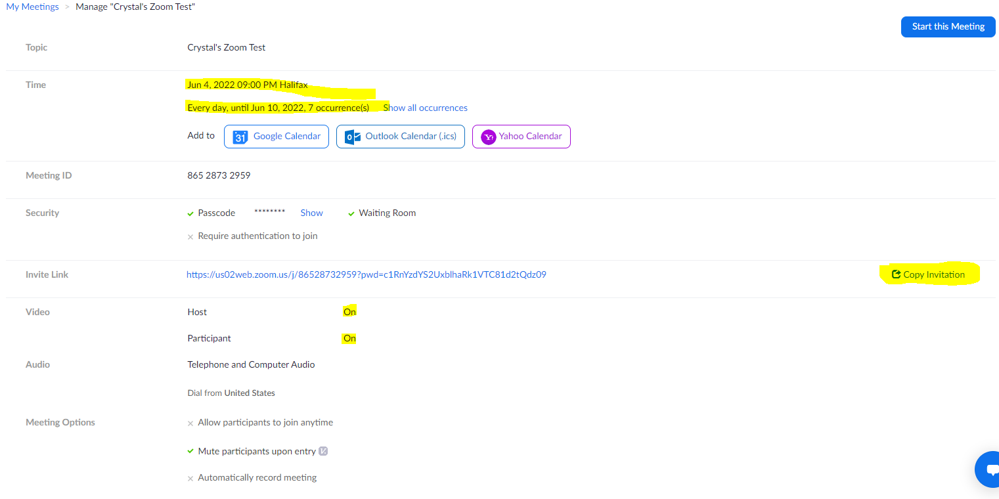 My Meetings > Manage "Crystal's Zoom Test"
Start this Meeting
Topic Crystal's Zoom Test
Time Jun 4, 2022 09:00 PM Halifax
Every day, until Jun 10, 2022, 7 occurrence(s) Show all occurrences
Add to 31 Google Calendar Outlook Calendar (.ics) Yahoo Calendar
Meeting ID 865 2873 2959
Security Passcode ******** Show Waiting Room
Require authentication to join
Invite Link https://us02web.zoom.us/j/86528732959?pwd=c1RnYzdYS2UxblhaRk1VTC81d2tQdz09 Copy Invitation
Video Host On
Participant On
Audio Telephone and Computer Audio
Dial from United States
Meeting Options Allow participants to join anytime
Mute participants upon entry
Automatically record meeting